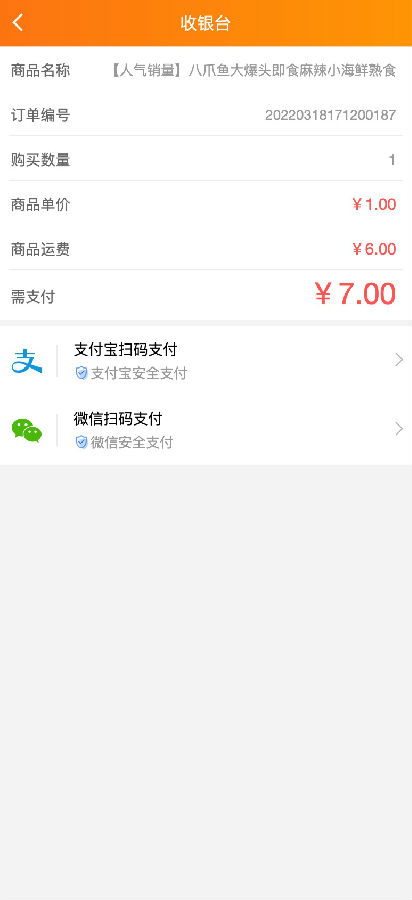 收银台
商品名称 【人气销量】八爪鱼大爆头即食麻辣小海鲜熟食
订单编号 20220318171200187
购买数量 1
商品单价 ￥1.00
商品运费 ￥6.00
需支付 ￥7.00
支付宝扫码支付
支付宝安全支付
微信扫码支付
微信安全支付